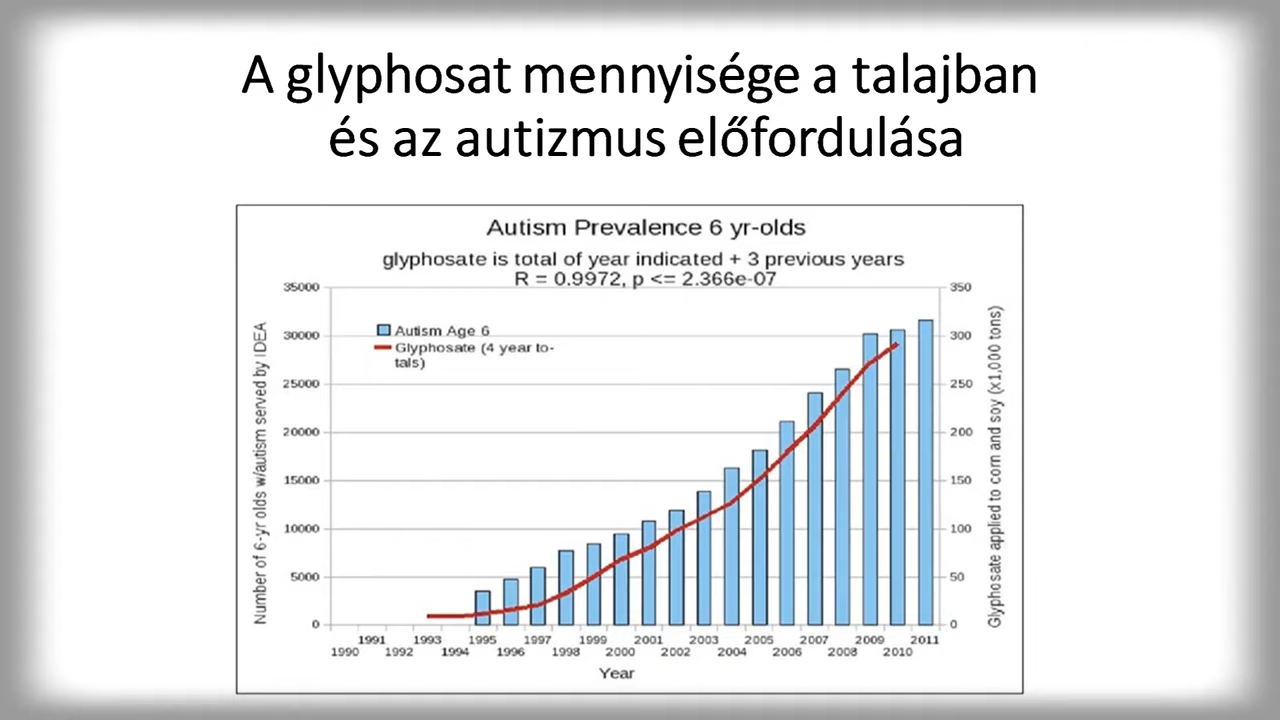 A glyphosat mennyisége a talajban
és az autizmus előfordulása
Autism Prevalence 6 yr-olds
glyphosate is total of year indicated + 3 previous years
R = 0.9972, p <= 2.366e-07
Number of 6-yr olds w/autism served by IDEA
35000
30000
25000
20000
15000
10000
5000
0
Autism Age 6
Glyphosate (4 year to-
tals)
350
300
250
200
150
100
50
0
Glyphosate applied to corn and soy (x1,000 tons)
1991 1993 1995 1997 1999 2001 2003 2005 2007 2009 2011
1990 1992 1994 1996 1998 2000 2002 2004 2006 2008 2010
Year